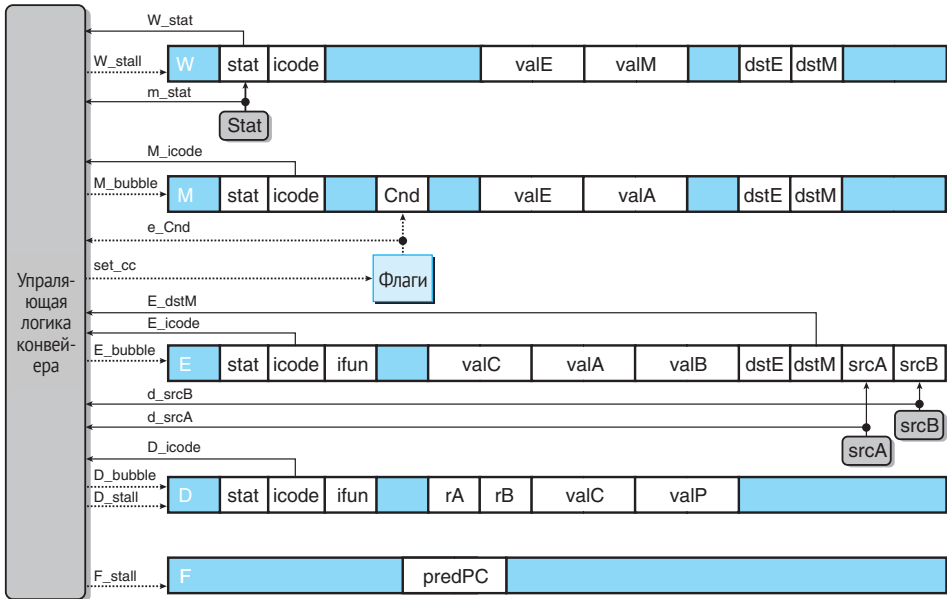 W_stat
W_stall
W stat icode valE valM dstE dstM
m_stat
Stat
M_icode
M_bubble
M stat icode Cnd valE valA dstE dstM
e_Cnd
set_cc
Флаги
Упраля-
ющая
логика
конвей-
ера
E_dstM
E_icode
E_bubble
E stat icode ifun valC valA valB dstE dstM srcA srcB
d_srcB
srcB
d_srcA
srcA
D_icode
D_bubble
D_stall
D stat icode ifun rA rB valC valP
F_stall
F predPC